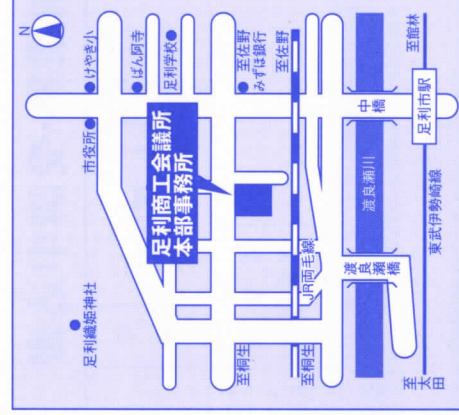 N
けやき小
ばん阿寺
足利学校
至佐野
みずほ銀行
至佐野
市役所
足利織姫神社
足利商工会議所
本部事務所
JR両毛線
至桐生
至桐生
中橋
渡良瀬川
渡良瀬橋
足利市駅
至館林
東武伊勢崎線
至太田